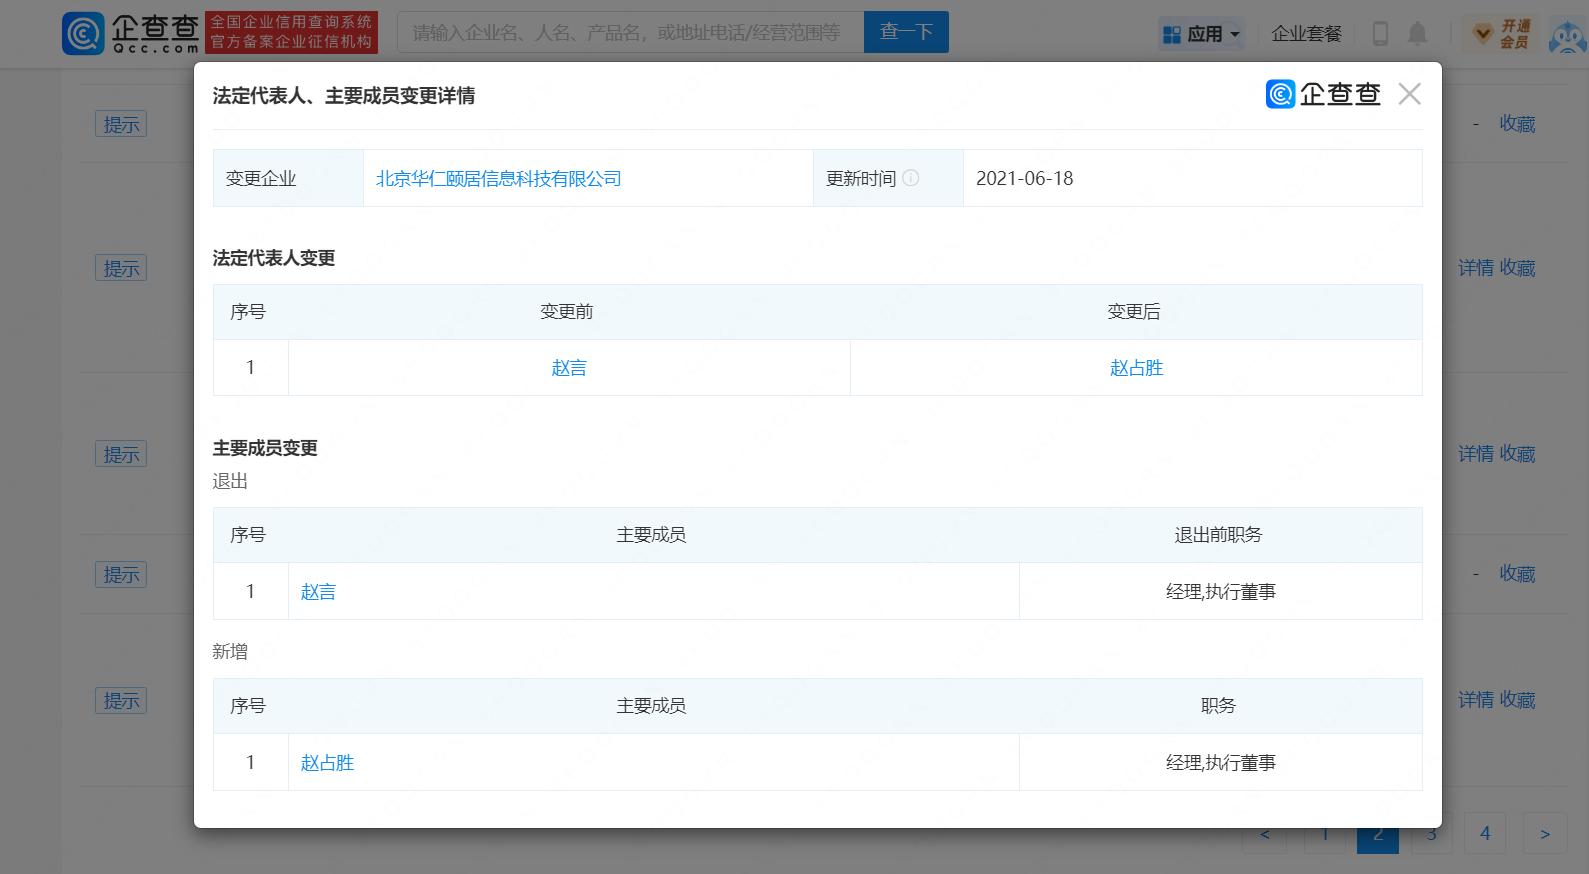 企查查
Qcc.com
全国企业信用查询系统
官方备案企业征信机构
请输入企业名、人名、产品名，或地址电话/经营范围等
查一下
应用
企业套餐
开通
会员
法定代表人、主要成员变更详情
企查查
提示
- 收藏
变更企业 北京华仁颐居信息科技有限公司 更新时间 2021-06-18
法定代表人变更
提示
详情 收藏
序号 变更前 变更后
1 赵言 赵占胜
主要成员变更
提示
详情 收藏
退出
序号 主要成员 退出前职务
提示
- 收藏
1 赵言 经理,执行董事
新增
序号 主要成员 职务
提示
详情 收藏
1 赵占胜 经理,执行董事
< 1 2 3 4 >